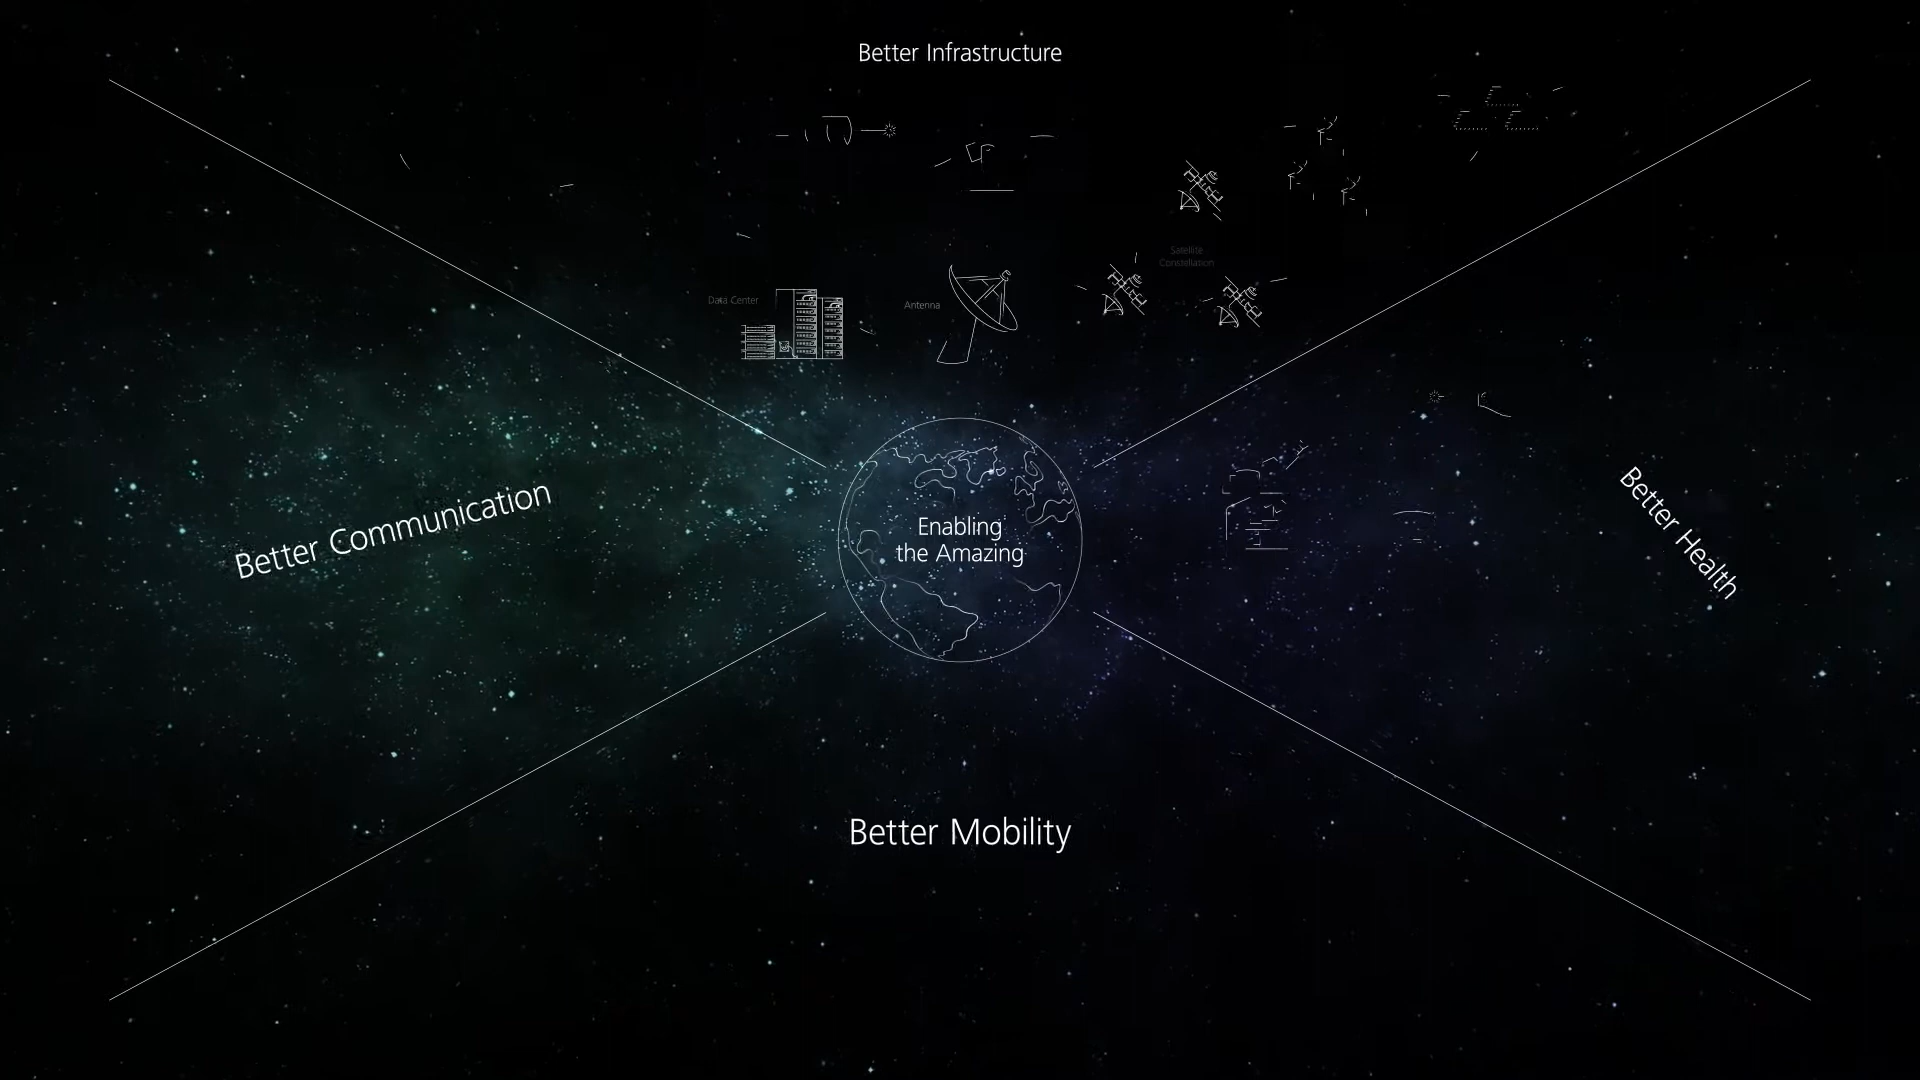 Better Infrastructure
Satellite
Constellation
Data Center
Antenna
Better Communication
Enabling
the Amazing
Better Health
Better Mobility